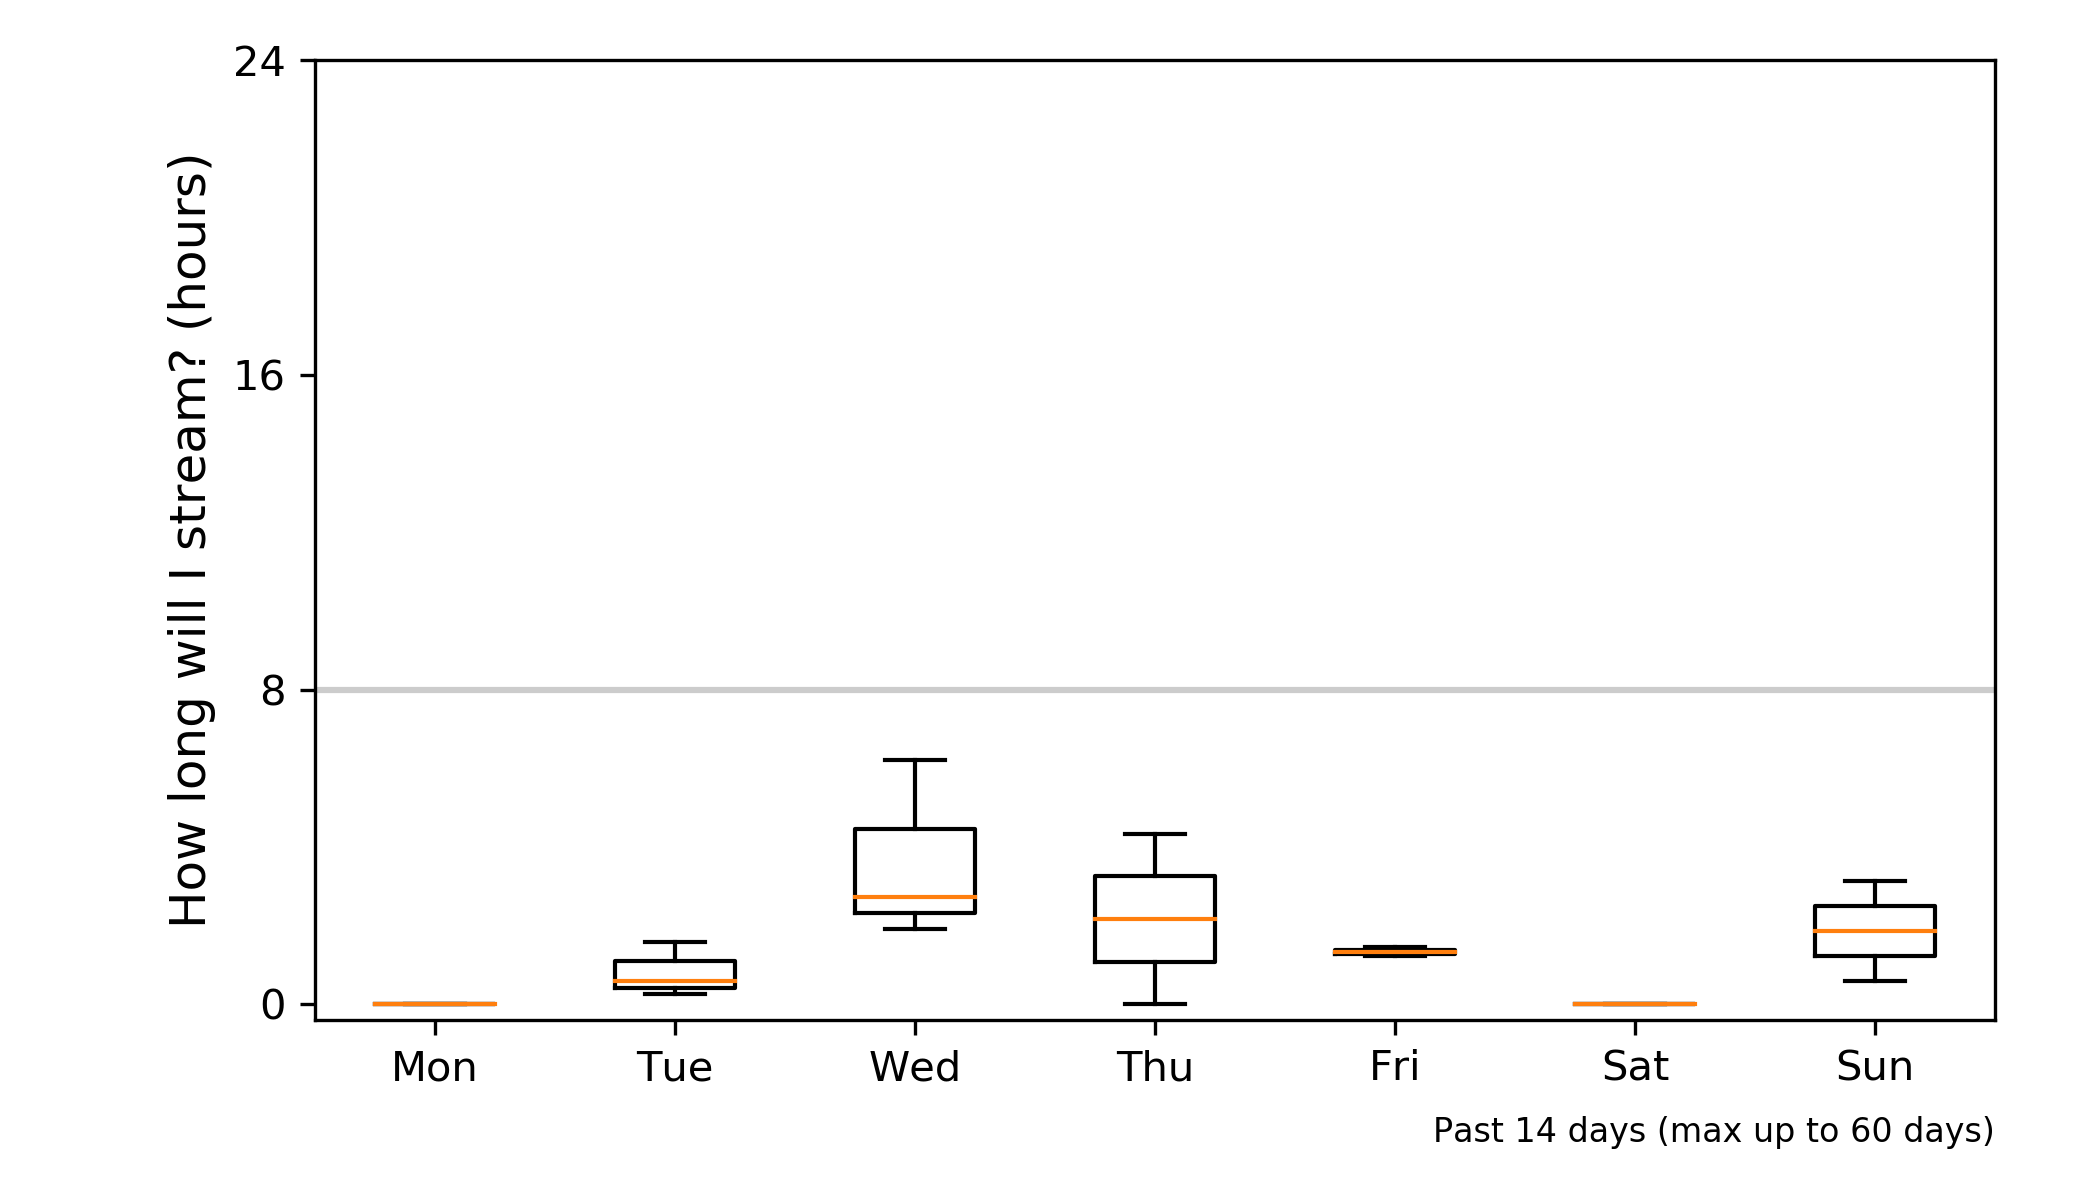 How long will I stream? (hours)
24
16
8
0
Mon Tue Wed Thu Fri Sat Sun
Past 14 days (max up to 60 days)